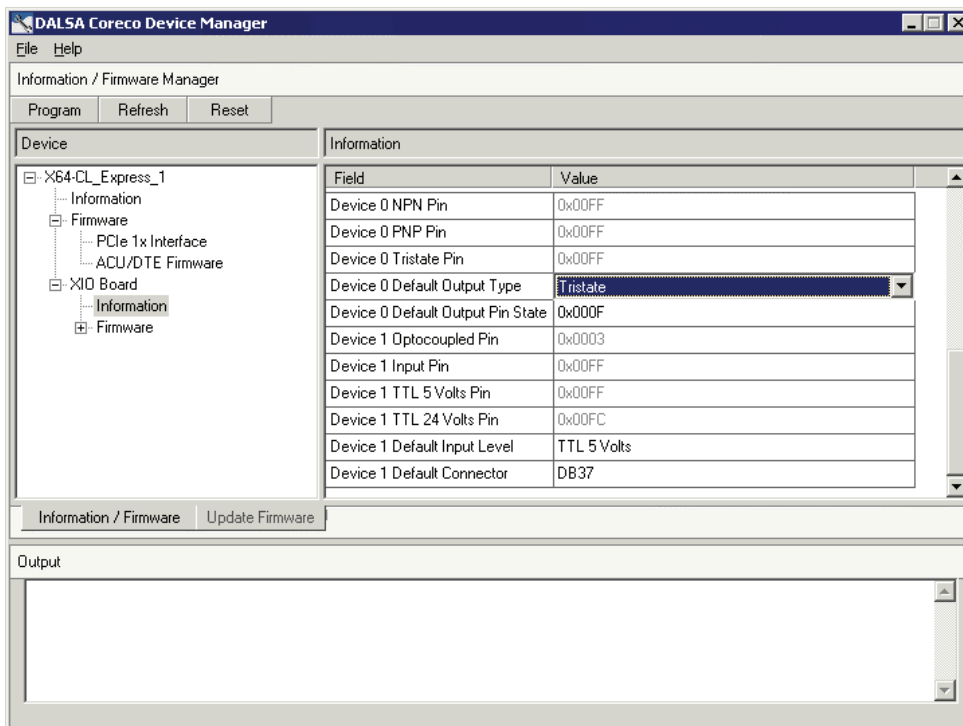 DALSA Coreco Device Manager
File Help
Information / Firmware Manager
Program Refresh Reset
Device
X64-CL_Express_1
Information
Firmware
PCIe 1x Interface
ACU/DTE Firmware
XIO Board
Information
Firmware
Information
Field Value
Device 0 NPN Pin 0x00FF
Device 0 PNP Pin 0x00FF
Device 0 Tristate Pin 0x00FF
Device 0 Default Output Type Tristate
Device 0 Default Output Pin State 0x000F
Device 1 Optocoupled Pin 0x0003
Device 1 Input Pin 0x00FF
Device 1 TTL 5 Volts Pin 0x00FF
Device 1 TTL 24 Volts Pin 0x00FC
Device 1 Default Input Level TTL 5 Volts
Device 1 Default Connector DB37
Information / Firmware Update Firmware
Output